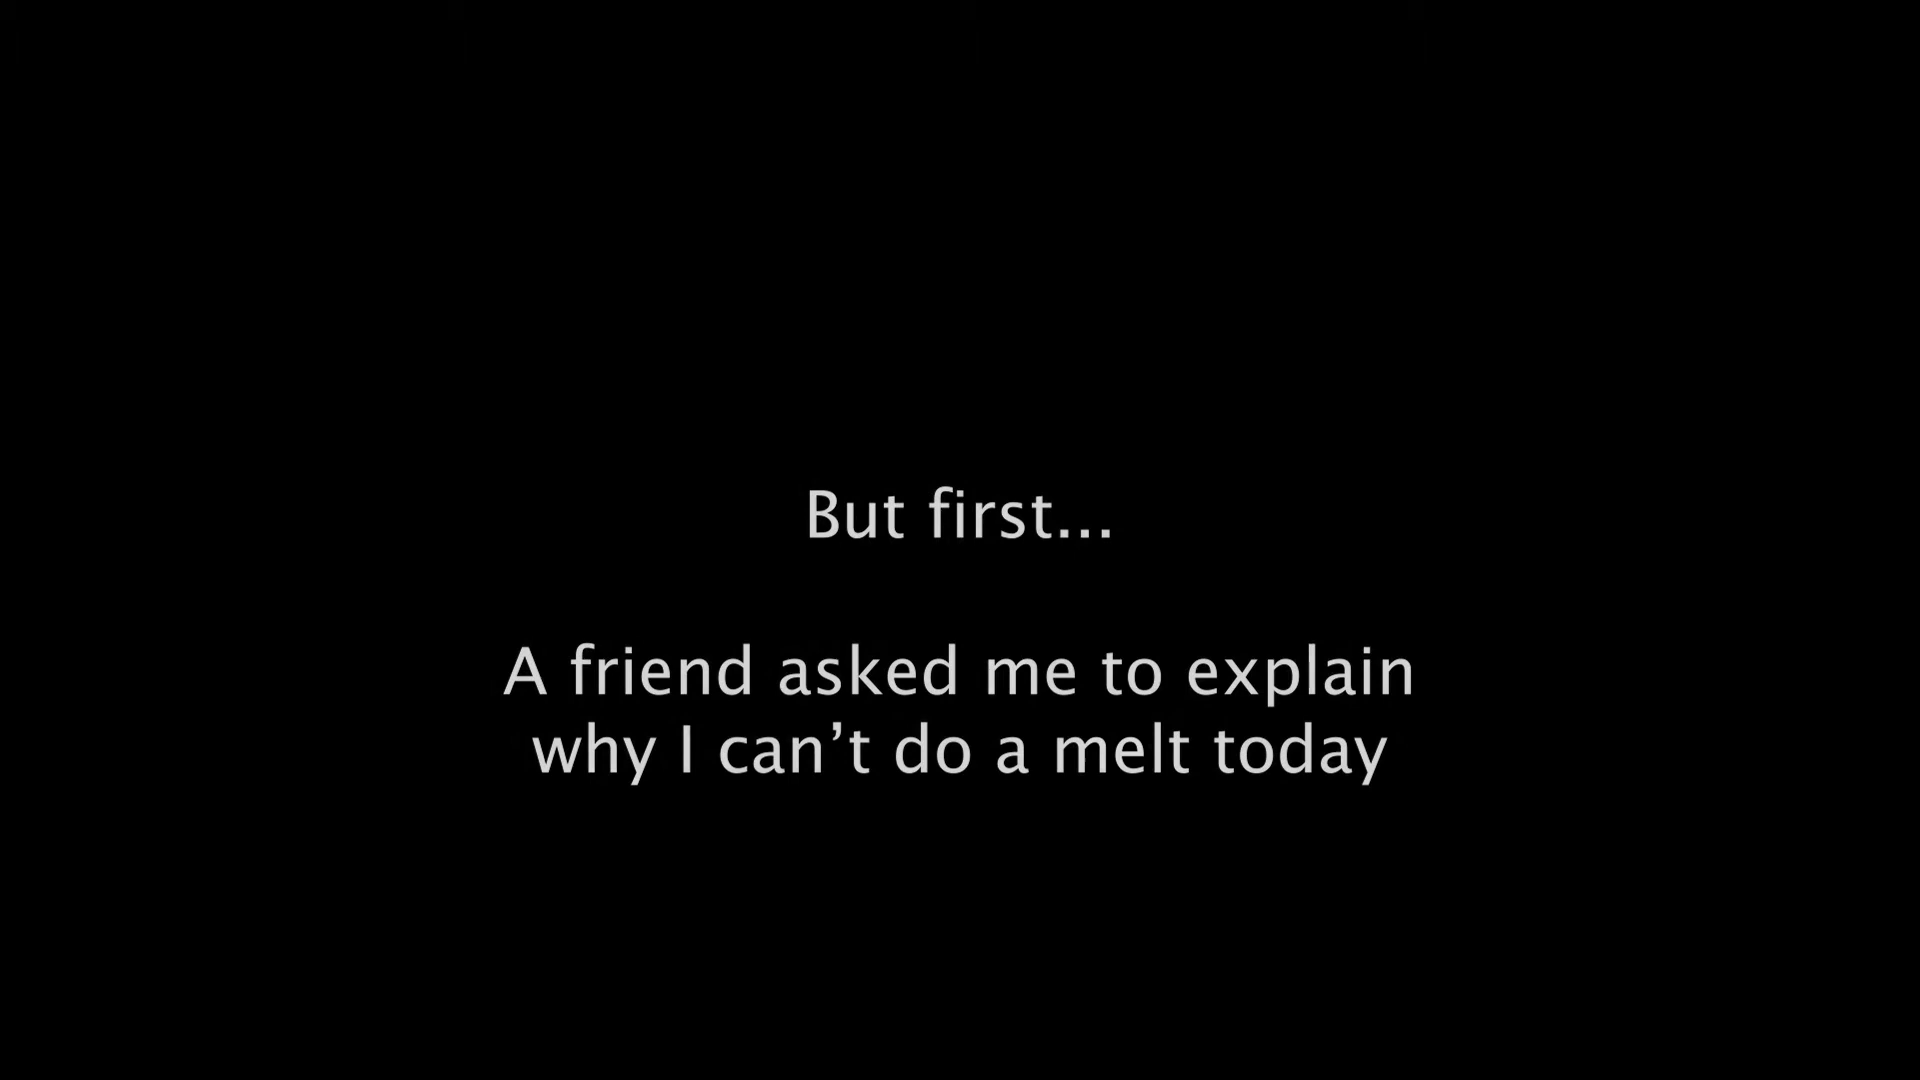 But first...
A friend asked me to explain
why I can’t do a melt today